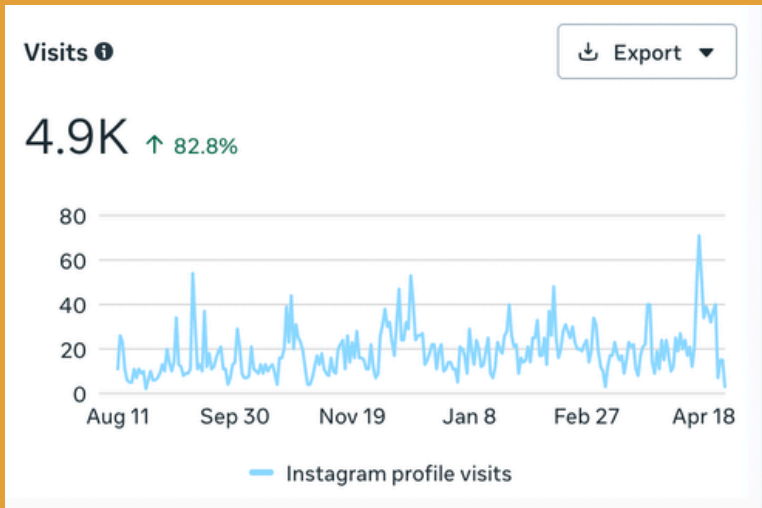 Visits
Export
4.9K ↑ 82.8%
80
60
40
20
0
Aug 11 Sep 30 Nov 19 Jan 8 Feb 27 Apr 18
Instagram profile visits